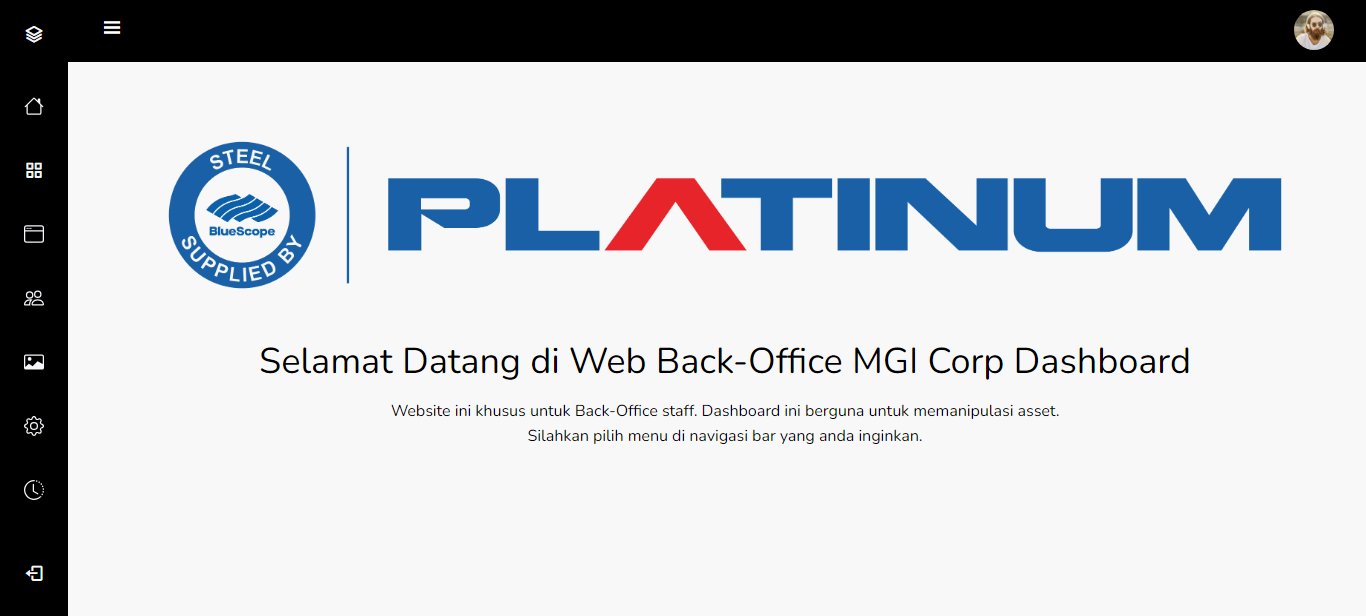 STEEL
BlueScope
SUPPLIED BY
PLATINUM
Selamat Datang di Web Back-Office MGI Corp Dashboard
Website ini khusus untuk Back-Office staff. Dashboard ini berguna untuk memanipulasi asset.
Silahkan pilih menu di navigasi bar yang anda inginkan.